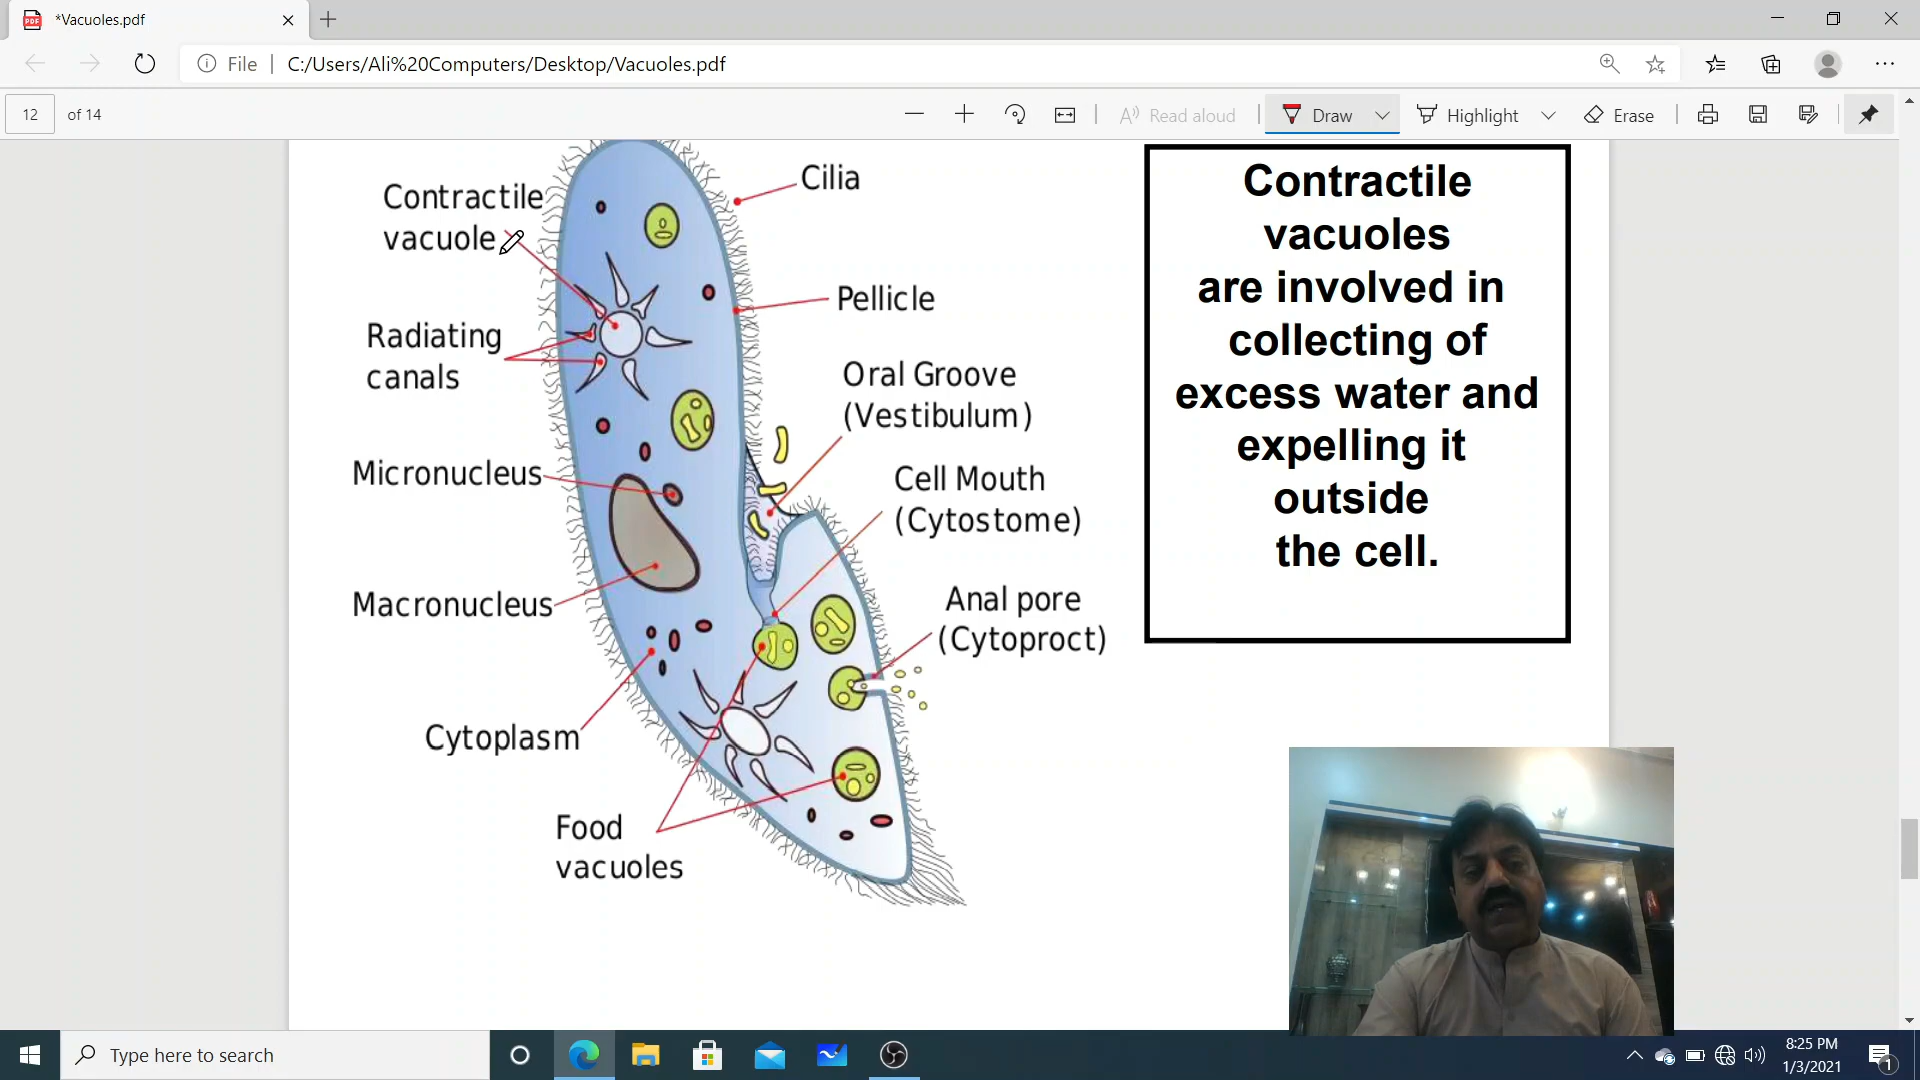 *Vacuoles.pdf
File
C:/Users/Ali%20Computers/Desktop/Vacuoles.pdf
12
of 14
Read aloud
Draw
Highlight
Erase
Contractile
vacuole
Cilia
Radiating
canals
Pellicle
Oral Groove
(Vestibulum)
Micronucleus
Cell Mouth
(Cytostome)
Macronucleus
Anal pore
(Cytoproct)
Cytoplasm
Food
vacuoles
Contractile
vacuoles
are involved in
collecting of
excess water and
expelling it
outside
the cell.
Type here to search
8:25 PM
1/3/2021
1